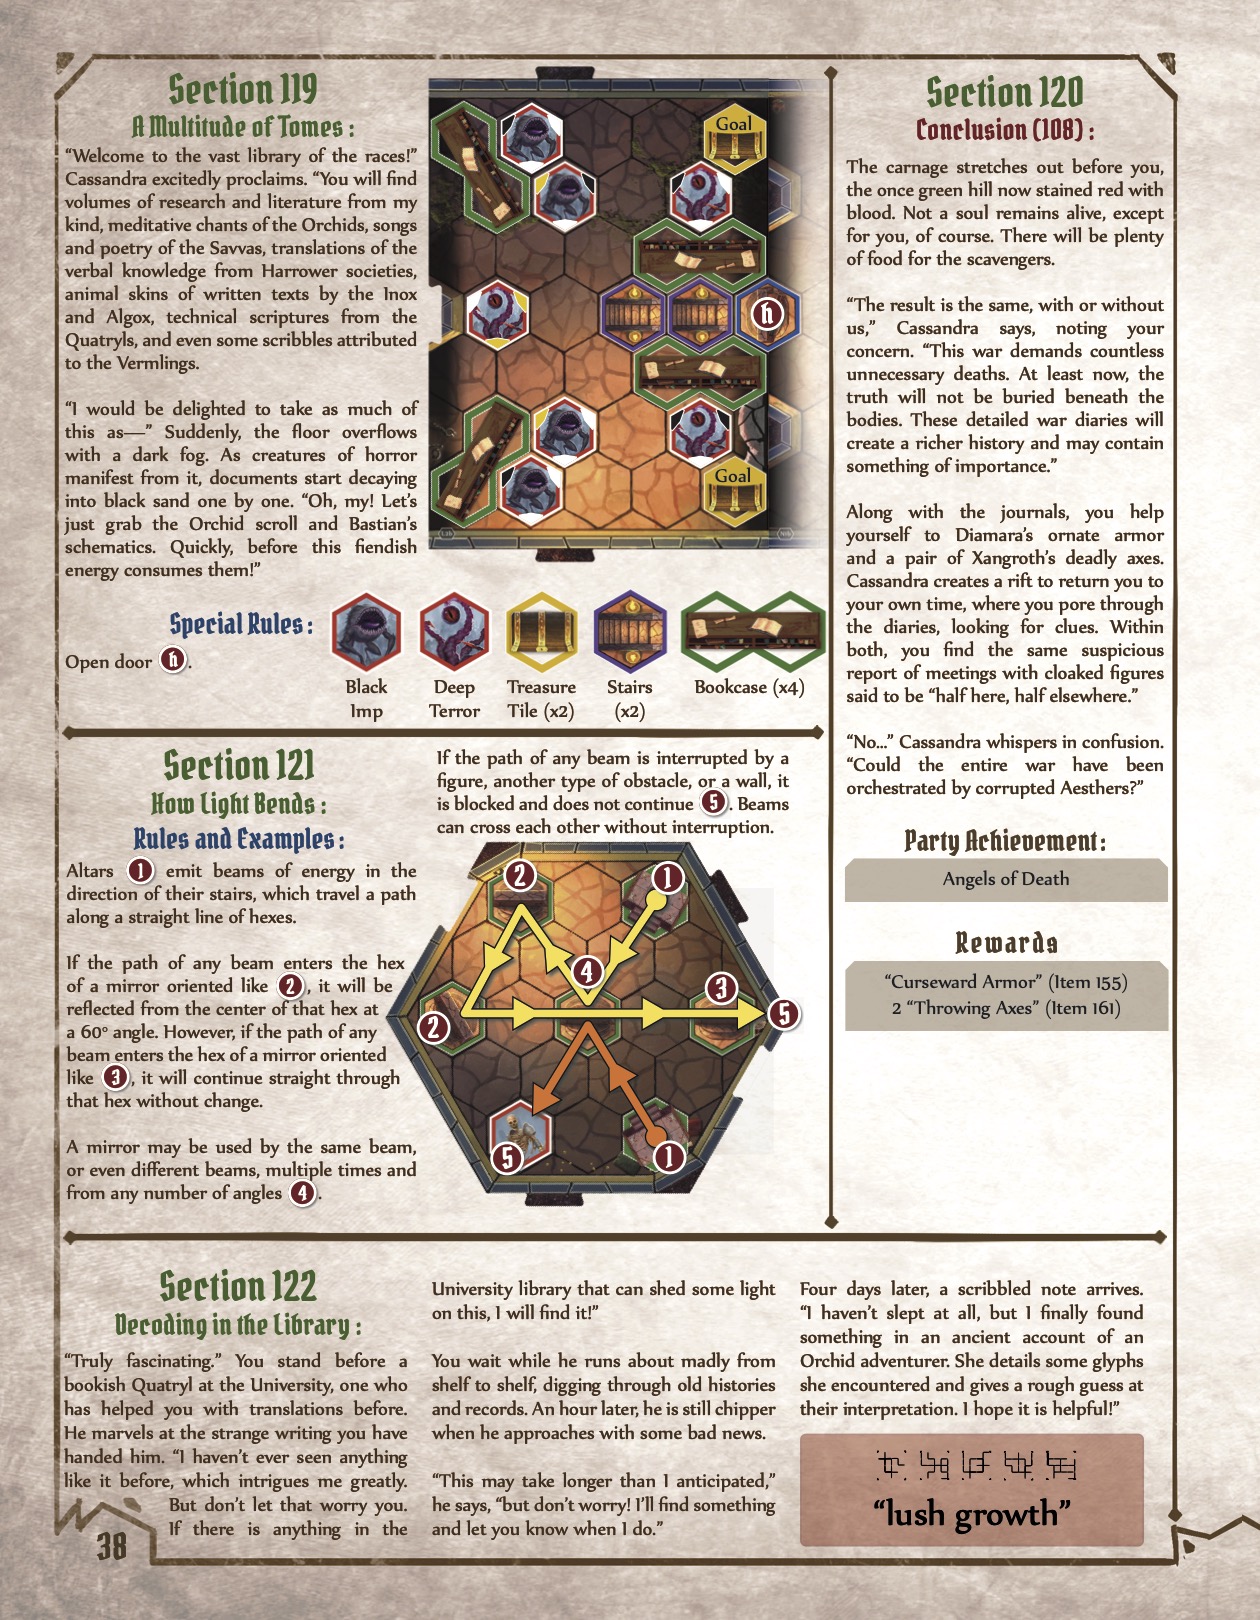 Section 119
A Multitude of Tomes:
“Welcome to the vast library of the races!”
Cassandra excitedly proclaims. “You will find
volumes of research and literature from my
kind, meditative chants of the Orchids, songs
and poetry of the Savvas, translations of the
verbal knowledge from Harrower societies,
animal skins of written texts by the Inox
and Algox, technical scriptures from the
Quatryls, and even some scribbles attributed
to the Vermlings.
“I would be delighted to take as much of
this as—” Suddenly, the floor overflows
with a dark fog. As creatures of horror
manifest from it, documents start decaying
into black sand one by one. “Oh, my! Let’s
just grab the Orchid scroll and Bastian’s
schematics. Quickly, before this fiendish
energy consumes them!”
Goal
h
Goal
Special Rules:
Open door h.
Black
Imp
Deep
Terror
Treasure
Tile (x2)
Stairs
(x2)
Bookcase (x4)
Section 120
Conclusion (108):
The carnage stretches out before you,
the once green hill now stained red with
blood. Not a soul remains alive, except
for you, of course. There will be plenty
of food for the scavengers.
“The result is the same, with or without
us,” Cassandra says, noting your
concern. “This war demands countless
unnecessary deaths. At least now, the
truth will not be buried beneath the
bodies. These detailed war diaries will
create a richer history and may contain
something of importance.”
Along with the journals, you help
yourself to Diamara’s ornate armor
and a pair of Xangroth’s deadly axes.
Cassandra creates a rift to return you to
your own time, where you pore through
the diaries, looking for clues. Within
both, you find the same suspicious
report of meetings with cloaked figures
said to be “half here, half elsewhere.”
“No...” Cassandra whispers in confusion.
“Could the entire war have been
orchestrated by corrupted Aesthers?”
Party Achievement:
Angels of Death
Rewards
“Curseward Armor” (Item 155)
2 “Throwing Axes” (Item 161)
Section 121
How Light Bends:
Rules and Examples:
Altars 1 emit beams of energy in the
direction of their stairs, which travel a path
along a straight line of hexes.
If the path of any beam enters the hex
of a mirror oriented like 2, it will be
reflected from the center of that hex at
a 60° angle. However, if the path of any
beam enters the hex of a mirror oriented
like 3, it will continue straight through
that hex without change.
A mirror may be used by the same beam,
or even different beams, multiple times and
from any number of angles 4.
If the path of any beam is interrupted by a
figure, another type of obstacle, or a wall, it
is blocked and does not continue 5. Beams
can cross each other without interruption.
2
1
4
3
2
5
5
1
Section 122
Decoding in the Library:
“Truly fascinating.” You stand before a
bookish Quatryl at the University, one who
has helped you with translations before.
He marvels at the strange writing you have
handed him. “I haven’t ever seen anything
like it before, which intrigues me greatly.
But don’t let that worry you.
If there is anything in the
University library that can shed some light
on this, I will find it!”
You wait while he runs about madly from
shelf to shelf, digging through old histories
and records. An hour later, he is still chipper
when he approaches with some bad news.
“This may take longer than I anticipated,”
he says, “but don’t worry! I’ll find something
and let you know when I do.”
Four days later, a scribbled note arrives.
“I haven’t slept at all, but I finally found
something in an ancient account of an
Orchid adventurer. She details some glyphs
she encountered and gives a rough guess at
their interpretation. I hope it is helpful!”
“lush growth”
38